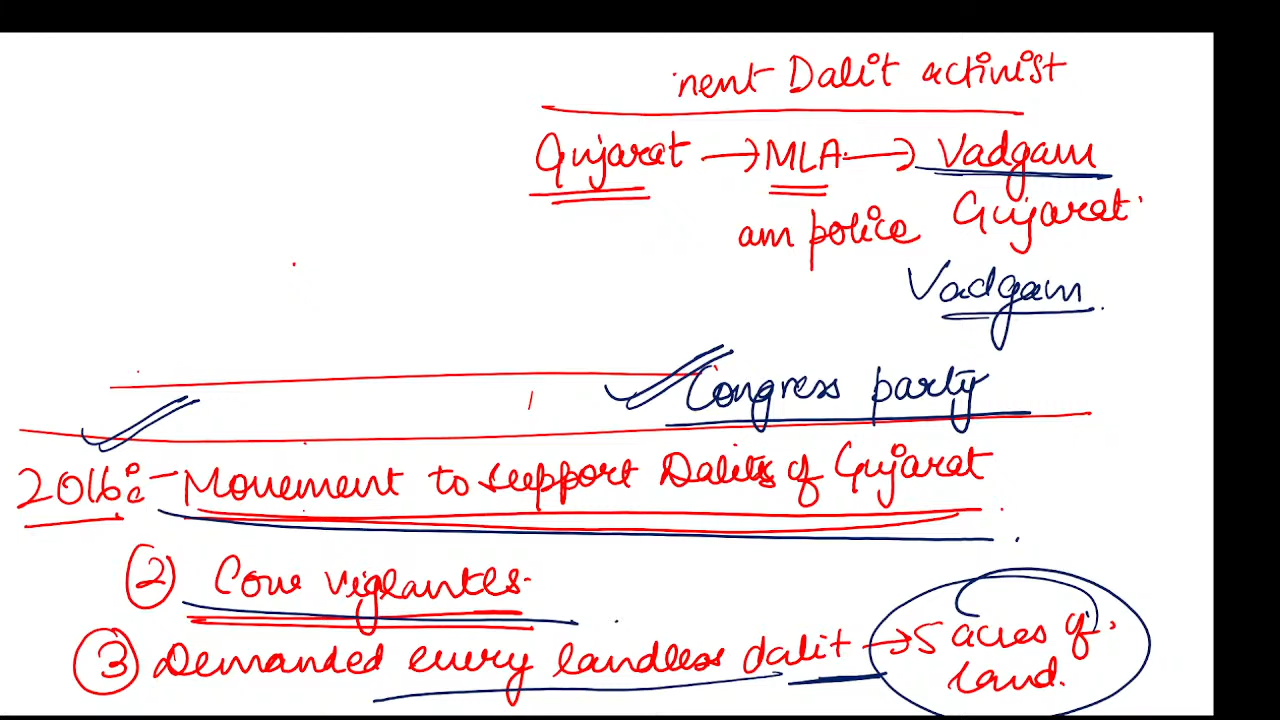 nent Dalit activist
Gujarat → MLA → Vadgam
am police Gujarat
Vadgam
Congress party
2016:- Movement to support Dalits of Gujarat
② Cow vigelantes.
③ Demanded every landless dalit → 5 acres of
land.